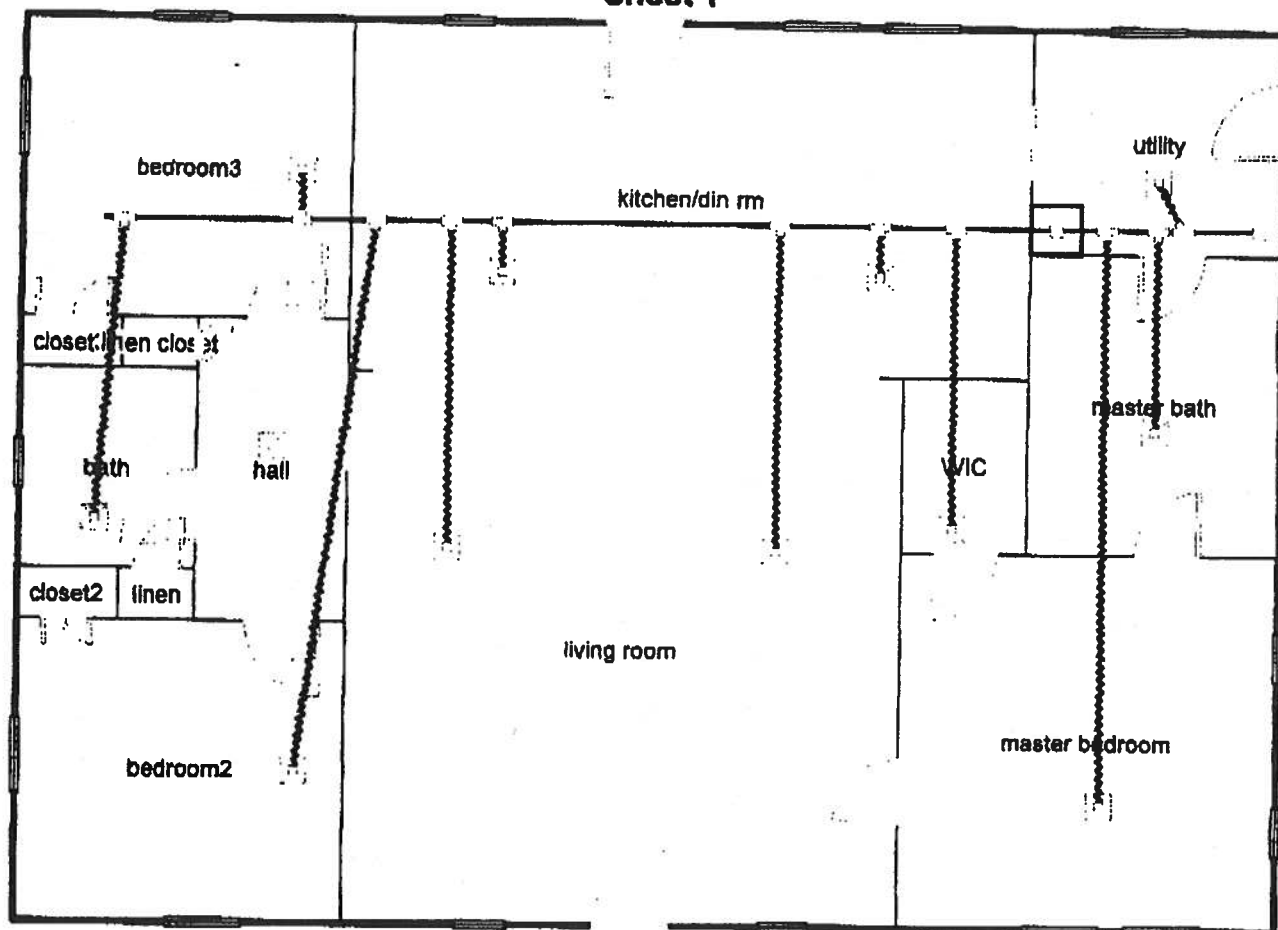 utility
bedroom3
kitchen/din rm
closet linen closet
master bath
bath
hall
WIC
closet2
linen
living room
master bedroom
bedroom2